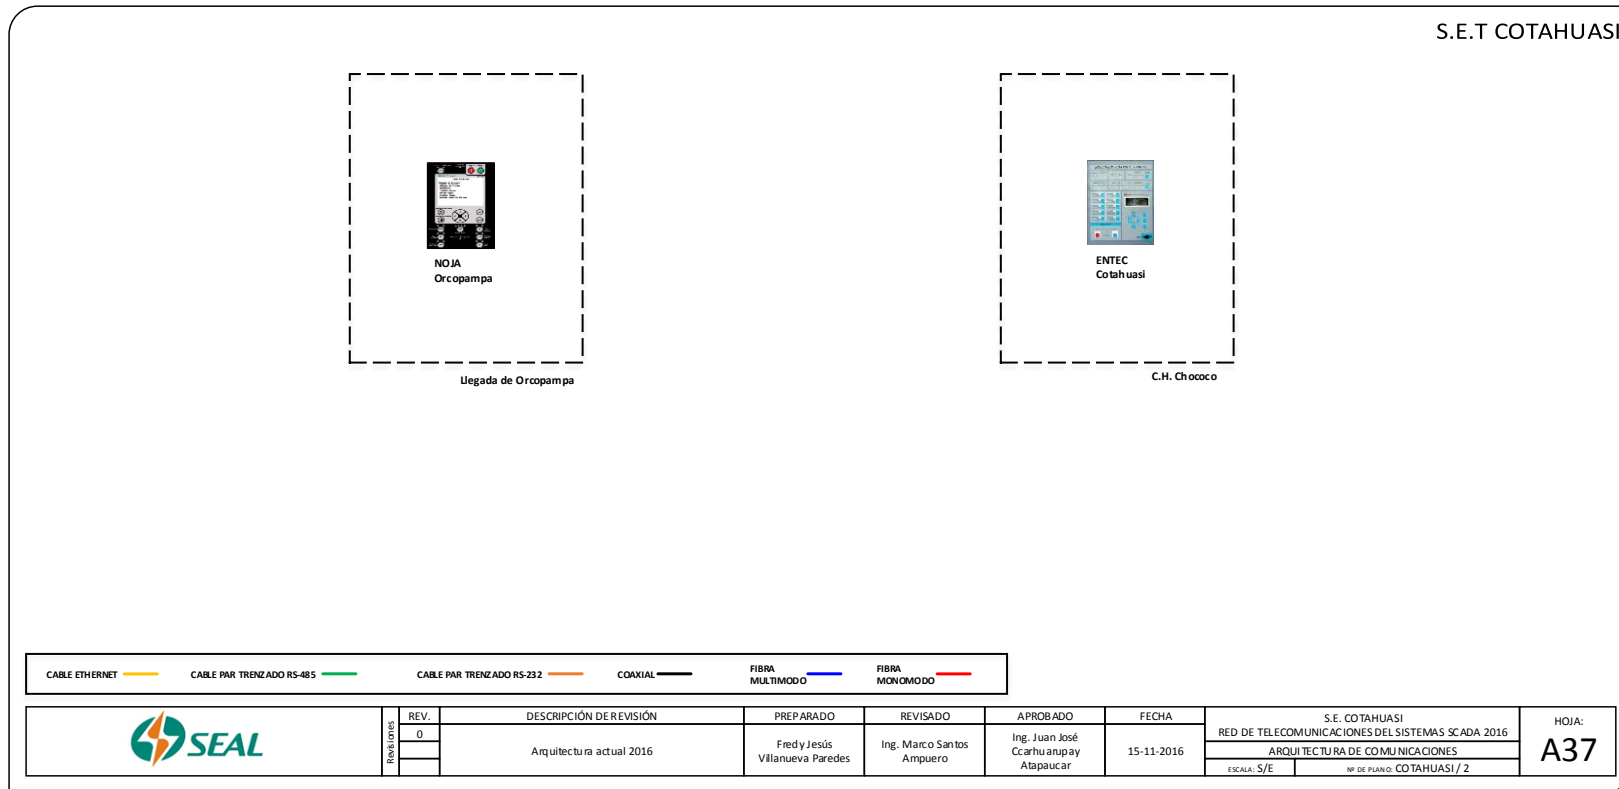 S.E.T COTAHUASI
NOJA
Orcopampa
ENTEC
Cotahuasi
Llegada de Orcopampa
C.H. Chococo
CABLE ETHERNET
CABLE PAR TRENZADO RS-485
CABLE PAR TRENZADO RS-232
COAXIAL
FIBRA
MULTIMODO
FIBRA
MONOMODO
SEAL
Revisiones
REV.
DESCRIPCIÓN DE REVISIÓN
PREPARADO
REVISADO
APROBADO
FECHA
0
Arquitectura actual 2016
Fredy Jesús
Villanueva Paredes
Ing. Marco Santos
Ampuero
Ing. Juan José
Ccarhuarupay
Atapaucar
15-11-2016
S.E. COTAHUASI
RED DE TELECOMUNICACIONES DEL SISTEMAS SCADA 2016
ARQUITECTURA DE COMUNICACIONES
ESCALA: S/E
Nº DE PLANO: COTAHUASI / 2
HOJA:
A37